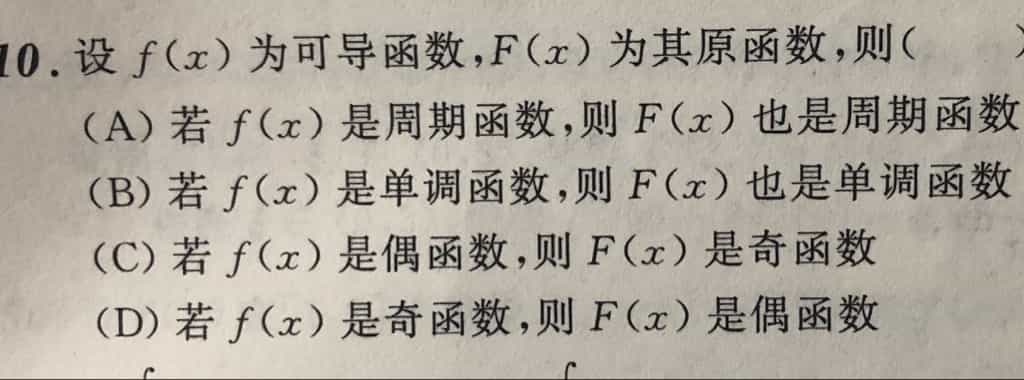 10. 设 f(x) 为可导函数,F(x) 为其原函数,则( )
(A) 若 f(x) 是周期函数,则 F(x) 也是周期函数
(B) 若 f(x) 是单调函数,则 F(x) 也是单调函数
(C) 若 f(x) 是偶函数,则 F(x) 是奇函数
(D) 若 f(x) 是奇函数,则 F(x) 是偶函数